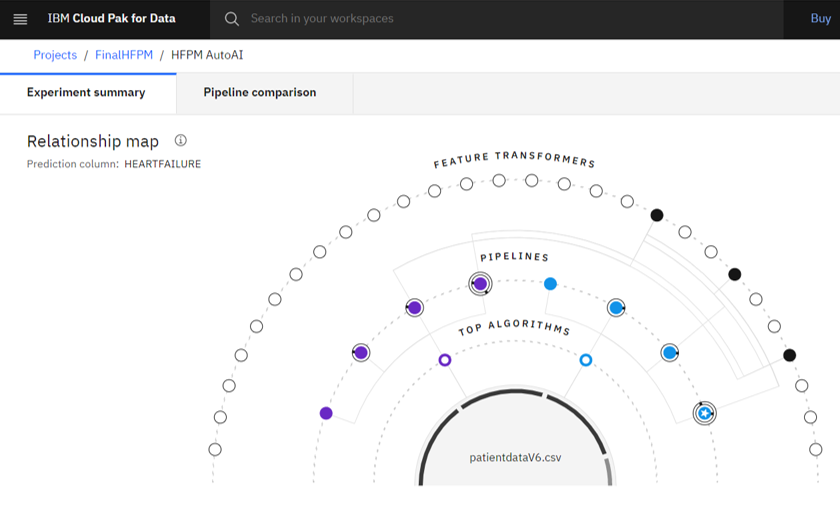 IBM Cloud Pak for Data
Search in your workspaces
Buy
Projects / FinalHFPM / HFPM AutoAI
Experiment summary
Pipeline comparison
Relationship map
Prediction column: HEARTFAILURE
FEATURE TRANSFORMERS
PIPELINES
TOP ALGORITHMS
patientdataV6.csv